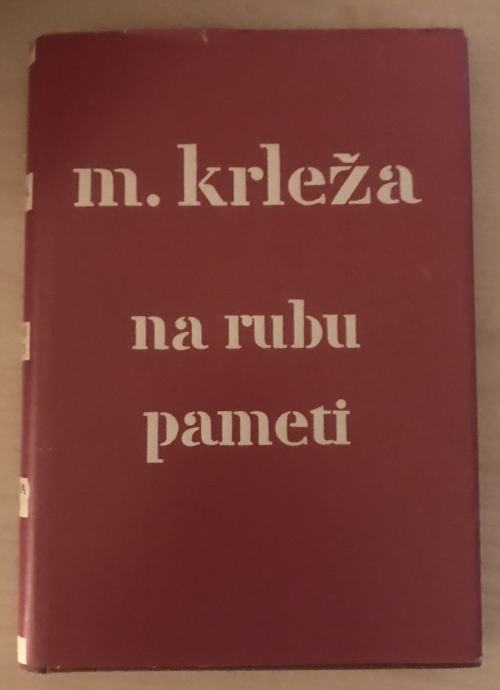 m. krleža
na rubu
pameti